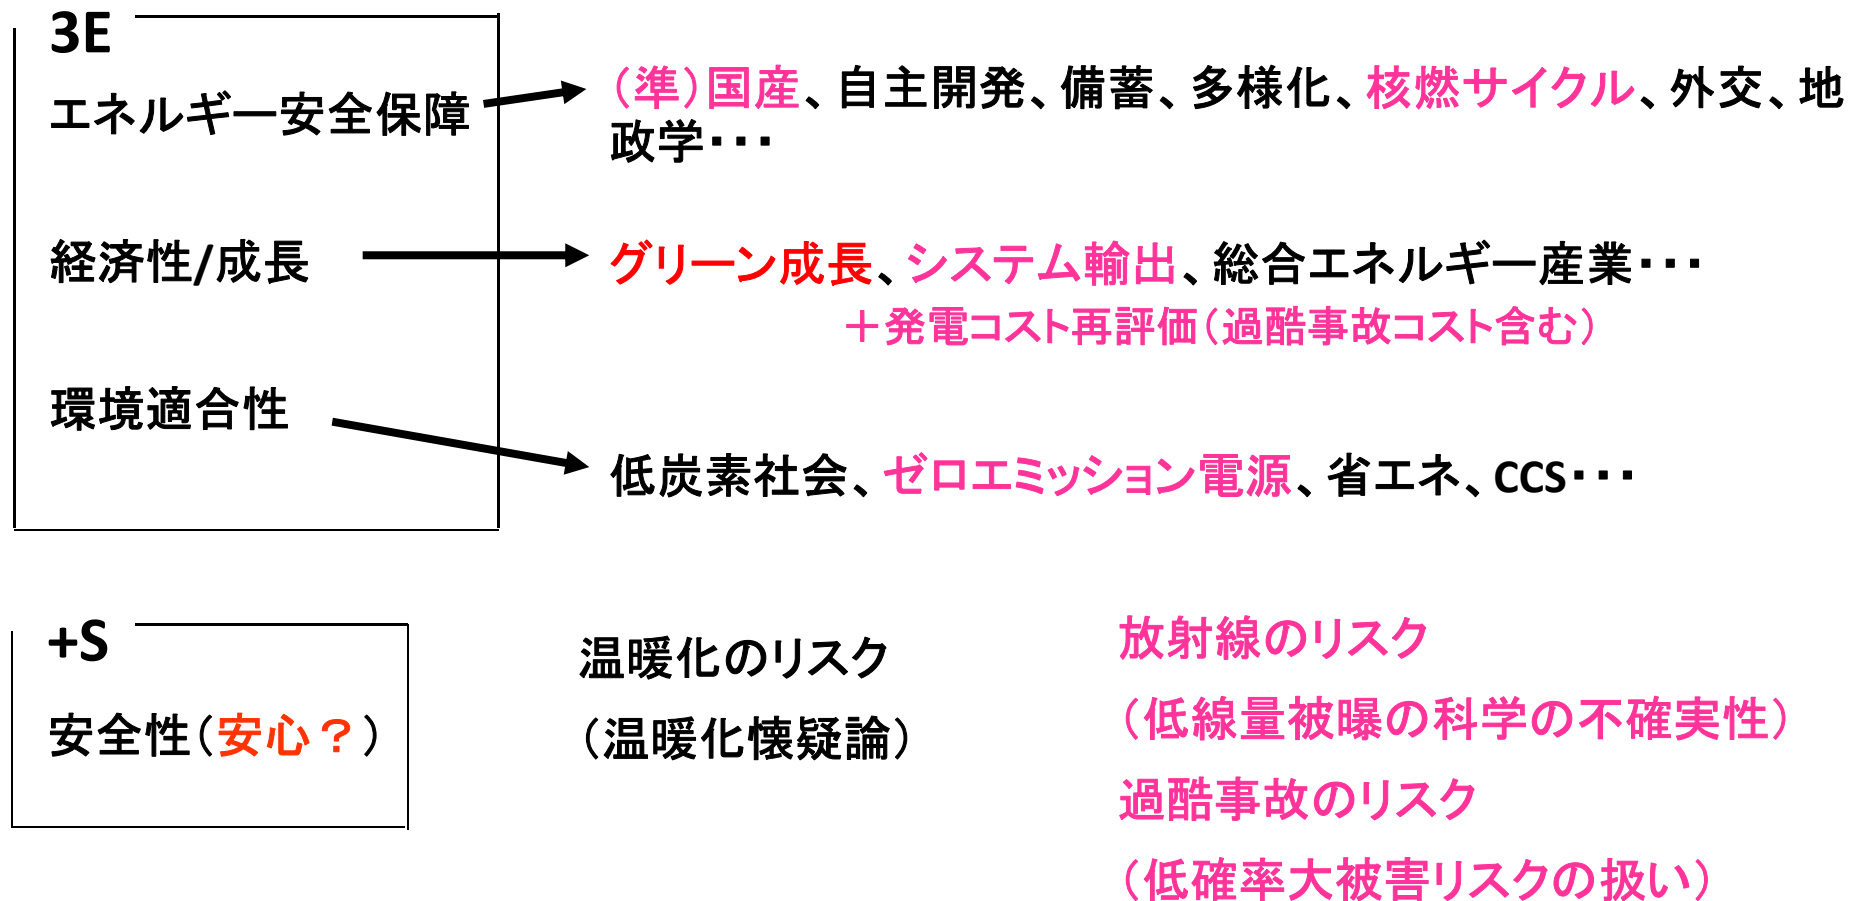 3E
エネルギー安全保障
(準)国産、自主開発、備蓄、多様化、核燃サイクル、外交、地
政学・・・
経済性/成長
グリーン成長、システム輸出、総合エネルギー産業・・・
＋発電コスト再評価(過酷事故コスト含む)
環境適合性
低炭素社会、ゼロエミッション電源、省エネ、CCS・・・
+S
安全性(安心？)
温暖化のリスク
(温暖化懐疑論)
放射線のリスク
(低線量被曝の科学の不確実性)
過酷事故のリスク
(低確率大被害リスクの扱い)